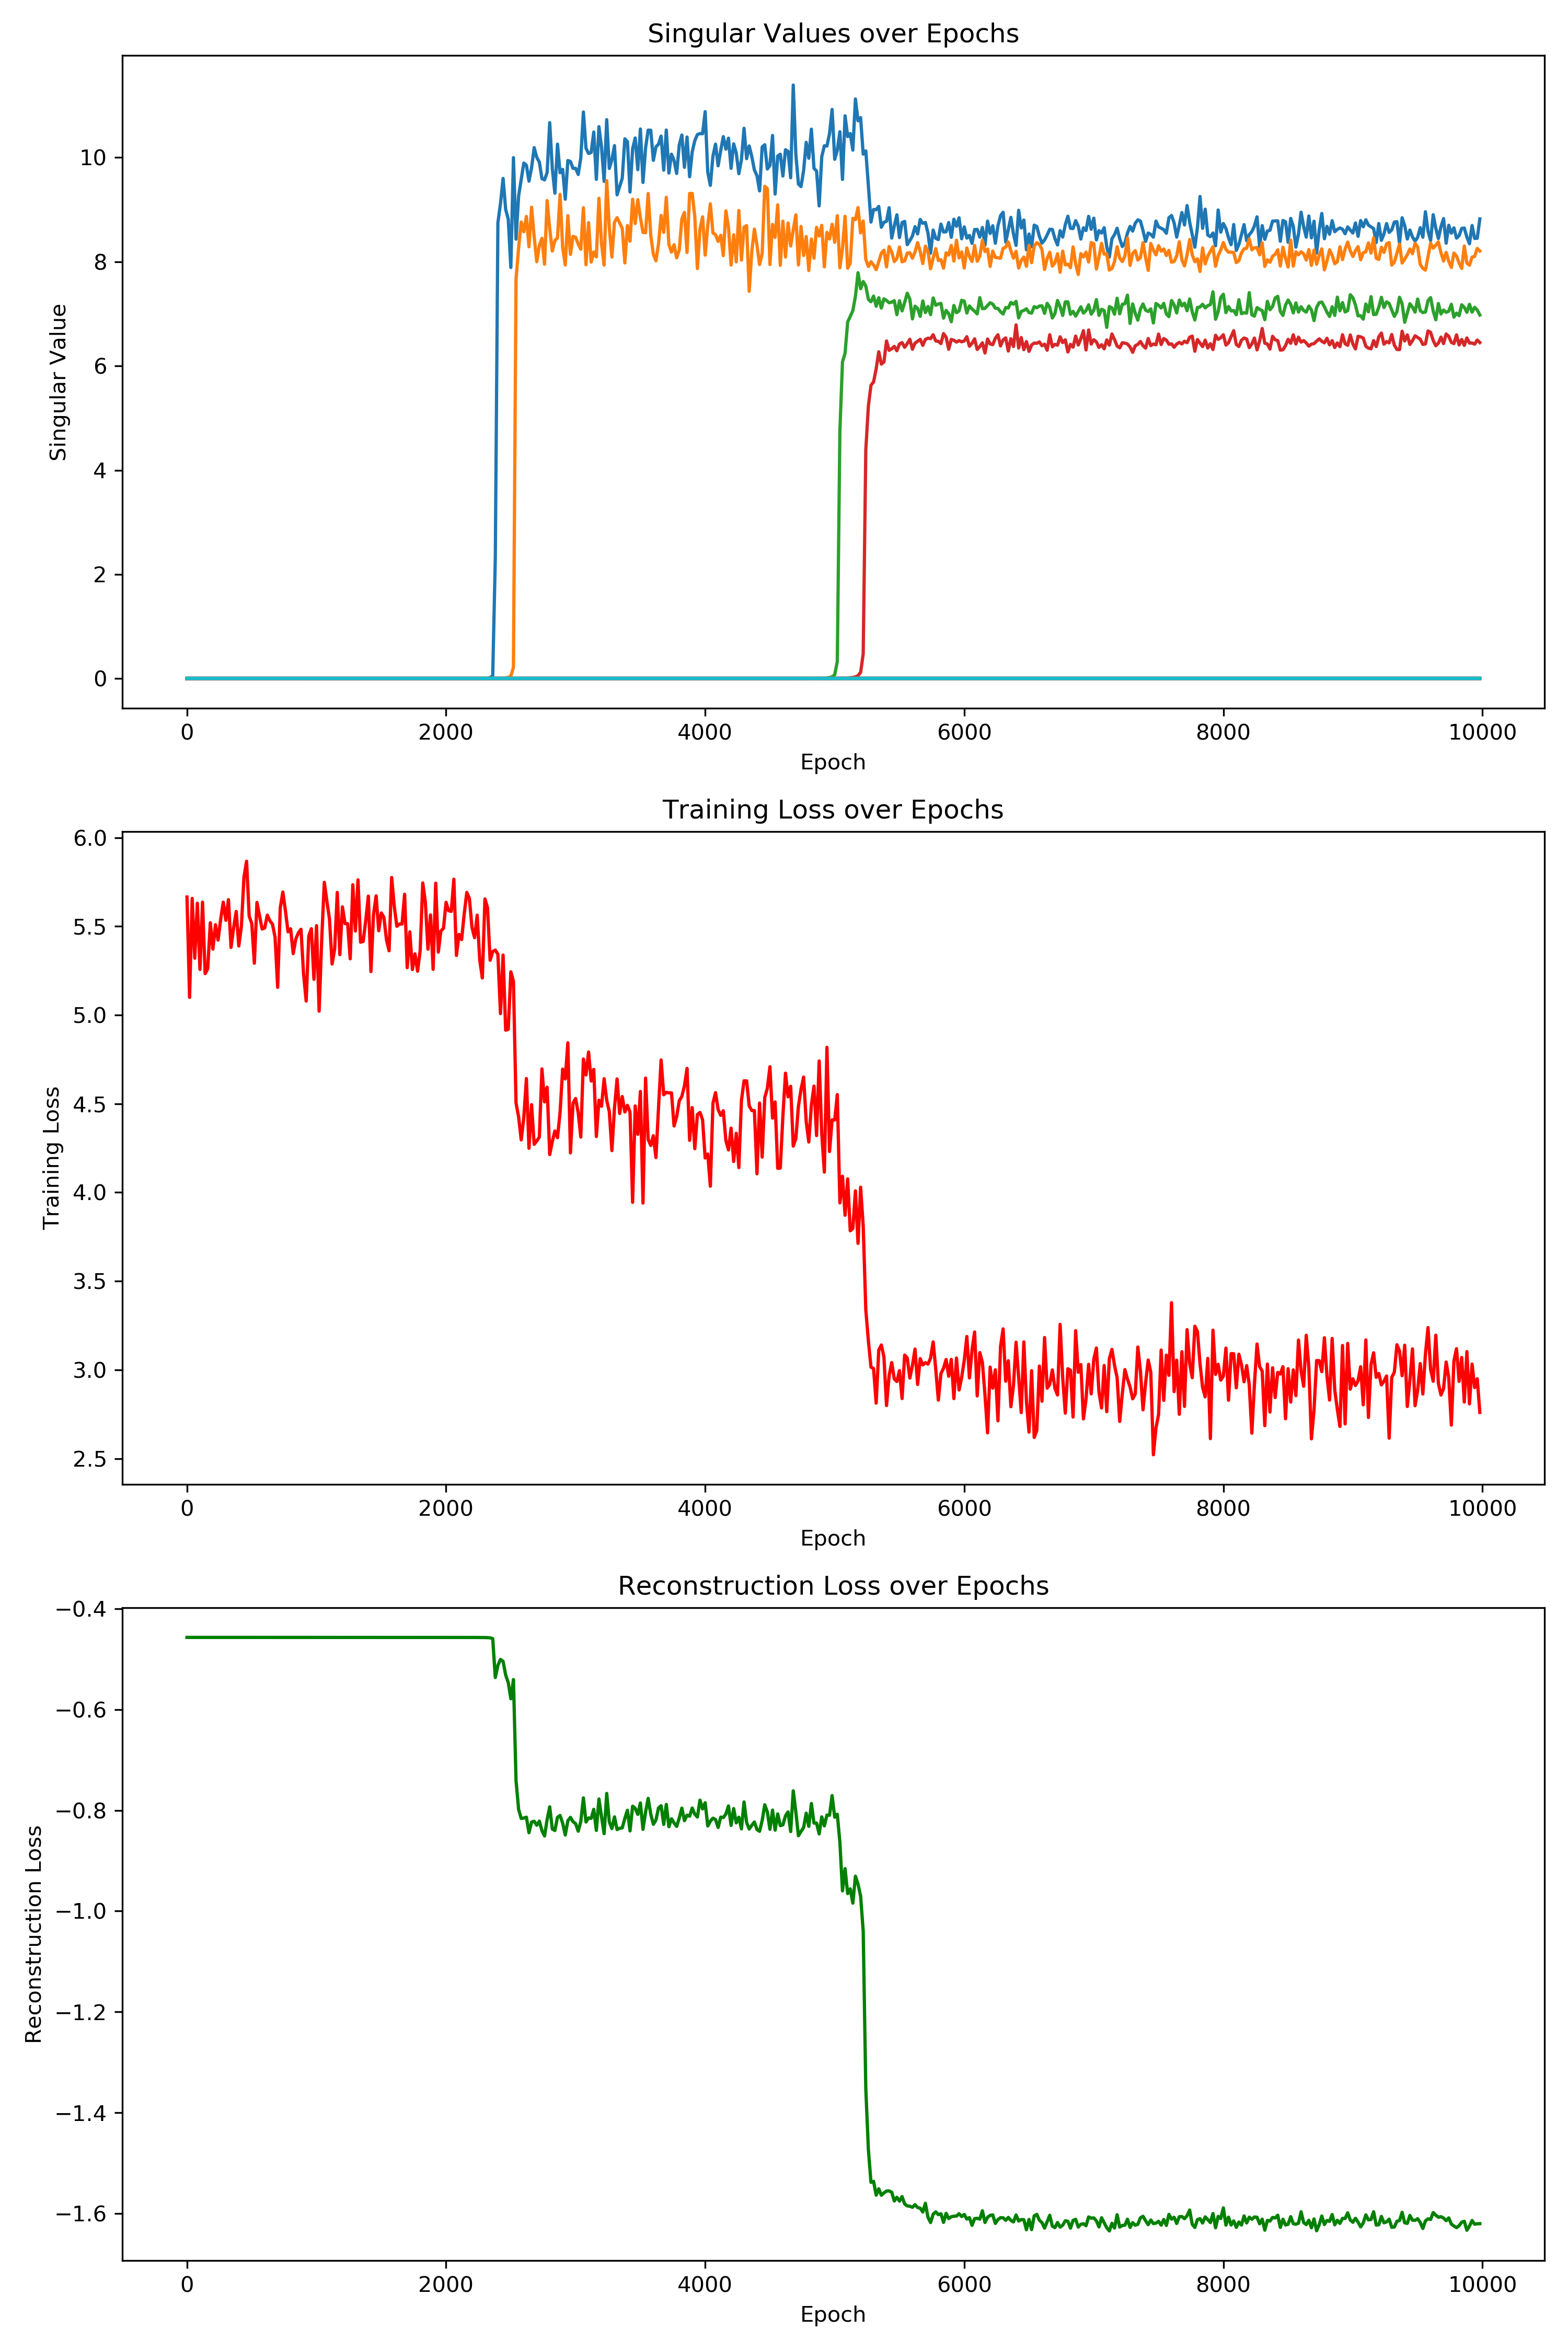 Singular Values over Epochs
Singular Value
10
8
6
4
2
0
0 2000 4000 6000 8000 10000
Epoch
Training Loss over Epochs
Training Loss
6.0
5.5
5.0
4.5
4.0
3.5
3.0
2.5
0 2000 4000 6000 8000 10000
Epoch
Reconstruction Loss over Epochs
Reconstruction Loss
−0.4
−0.6
−0.8
−1.0
−1.2
−1.4
−1.6
0 2000 4000 6000 8000 10000
Epoch